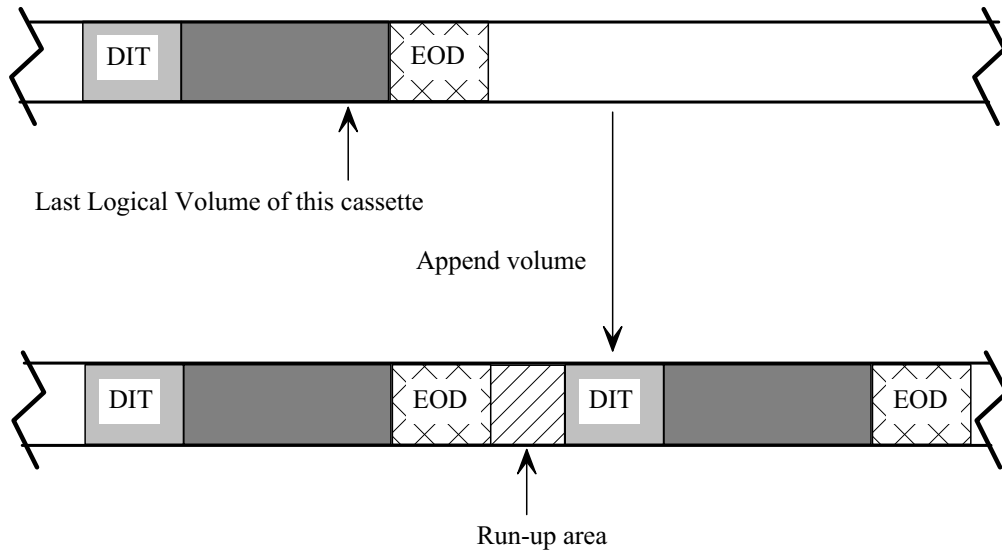 DIT
EOD
Last Logical Volume of this cassette
Append volume
DIT
EOD
DIT
EOD
Run-up area